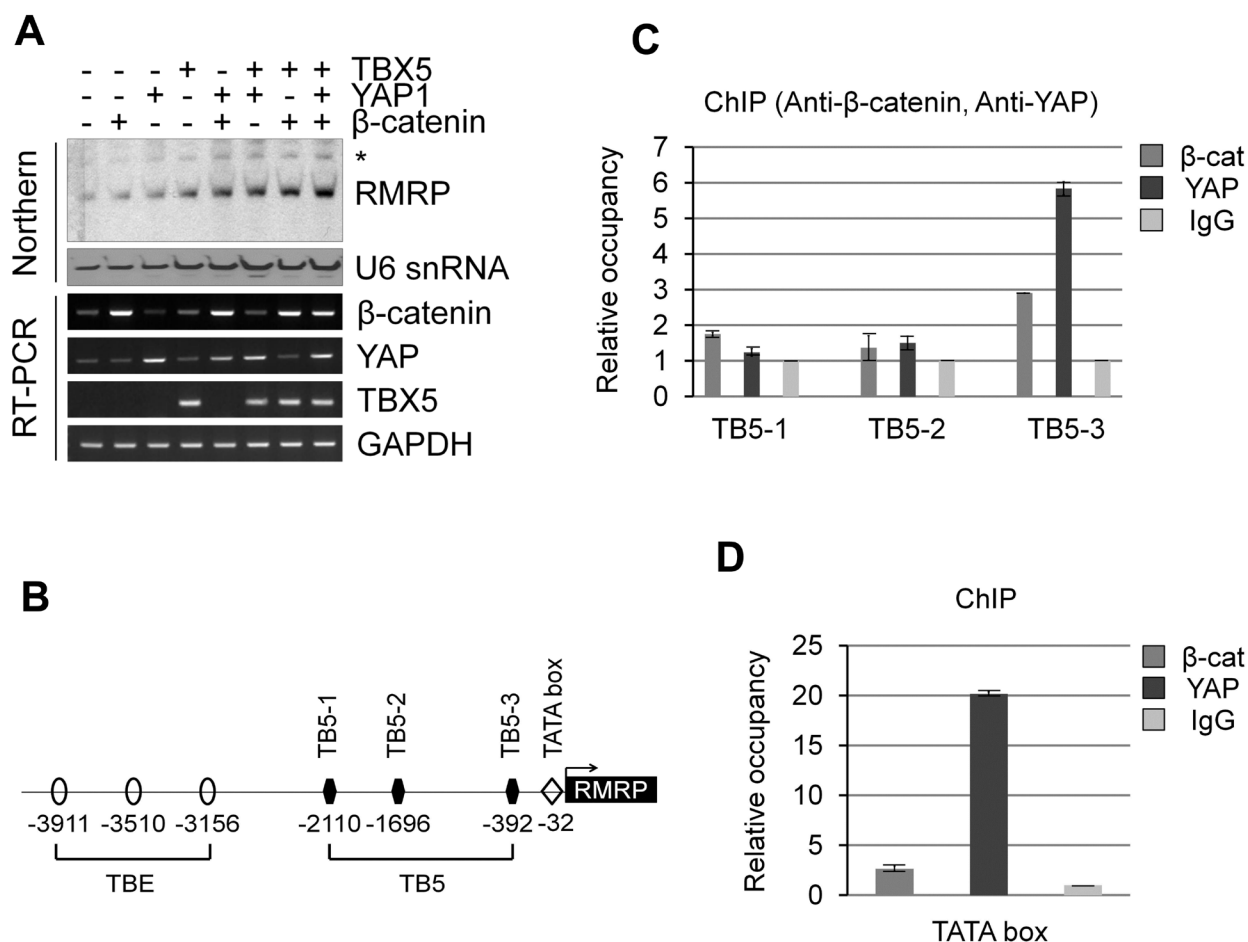 A
- - - + - + + + TBX5
- - + - + + - + YAP1
- + - - + - + + β-catenin
Northern
*
RMRP
U6 snRNA
RT-PCR
β-catenin
YAP
TBX5
GAPDH
B
TB5-1
TB5-2
TB5-3
TATA box
RMRP
-3911 -3510 -3156 -2110 -1696 -392 -32
TBE
TB5
C
ChIP (Anti-β-catenin, Anti-YAP)
Relative occupancy
7
6
5
4
3
2
1
0
TB5-1 TB5-2 TB5-3
β-cat
YAP
IgG
D
ChIP
Relative occupancy
25
20
15
10
5
0
TATA box
β-cat
YAP
IgG